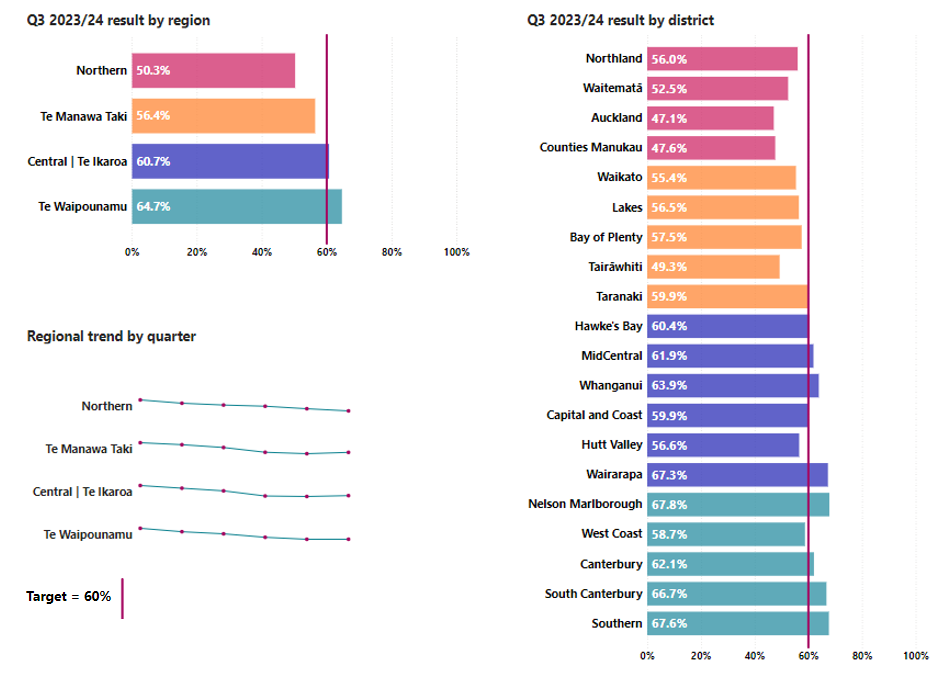 Q3 2023/24 result by region
Northern 50.3%
Te Manawa Taki 56.4%
Central | Te Ikaroa 60.7%
Te Waipounamu 64.7%
0% 20% 40% 60% 80% 100%
Regional trend by quarter
Northern
Te Manawa Taki
Central | Te Ikaroa
Te Waipounamu
Target = 60%
Q3 2023/24 result by district
Northland 56.0%
Waitematā 52.5%
Auckland 47.1%
Counties Manukau 47.6%
Waikato 55.4%
Lakes 56.5%
Bay of Plenty 57.5%
Tairāwhiti 49.3%
Taranaki 59.9%
Hawke's Bay 60.4%
MidCentral 61.9%
Whanganui 63.9%
Capital and Coast 59.9%
Hutt Valley 56.6%
Wairarapa 67.3%
Nelson Marlborough 67.8%
West Coast 58.7%
Canterbury 62.1%
South Canterbury 66.7%
Southern 67.6%
0% 20% 40% 60% 80% 100%